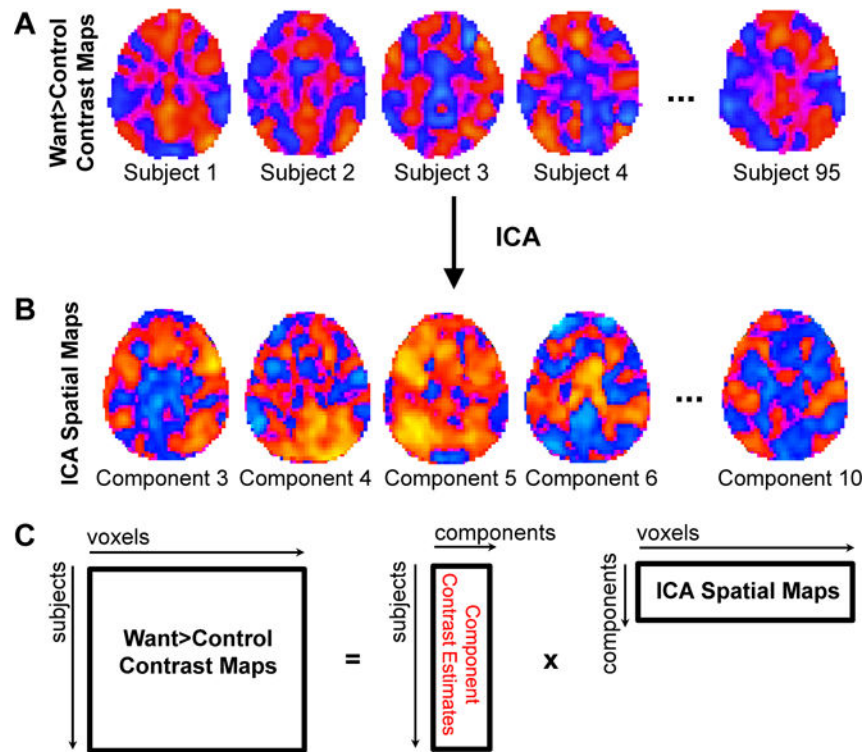 A
Want>Control
Contrast Maps
Subject 1
Subject 2
Subject 3
Subject 4
...
Subject 95
ICA
B
ICA Spatial Maps
Component 3
Component 4
Component 5
Component 6
...
Component 10
C
voxels
subjects
Want>Control
Contrast Maps
=
components
subjects
Component
Contrast Estimates
x
voxels
components
ICA Spatial Maps